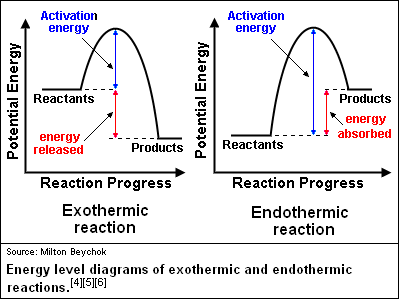 Potential Energy
Activation
energy
Reactants
energy
released
Products
Reaction Progress
Exothermic
reaction
Potential Energy
Activation
energy
Products
energy
absorbed
Reactants
Reaction Progress
Endothermic
reaction
Source: Milton Beychok
Energy level diagrams of exothermic and endothermic
reactions.[4][5][6]